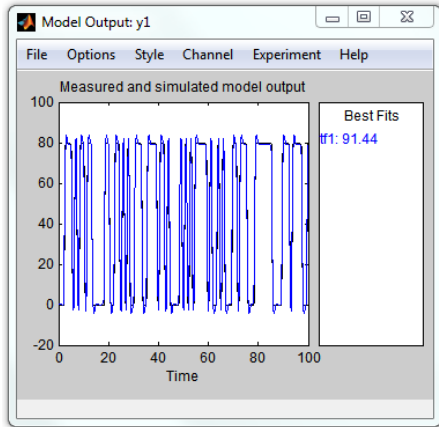 Model Output: y1
File Options Style Channel Experiment Help
Measured and simulated model output
100
80
60
40
20
0
-20
0 20 40 60 80 100
Time
Best Fits
tf1: 91.44